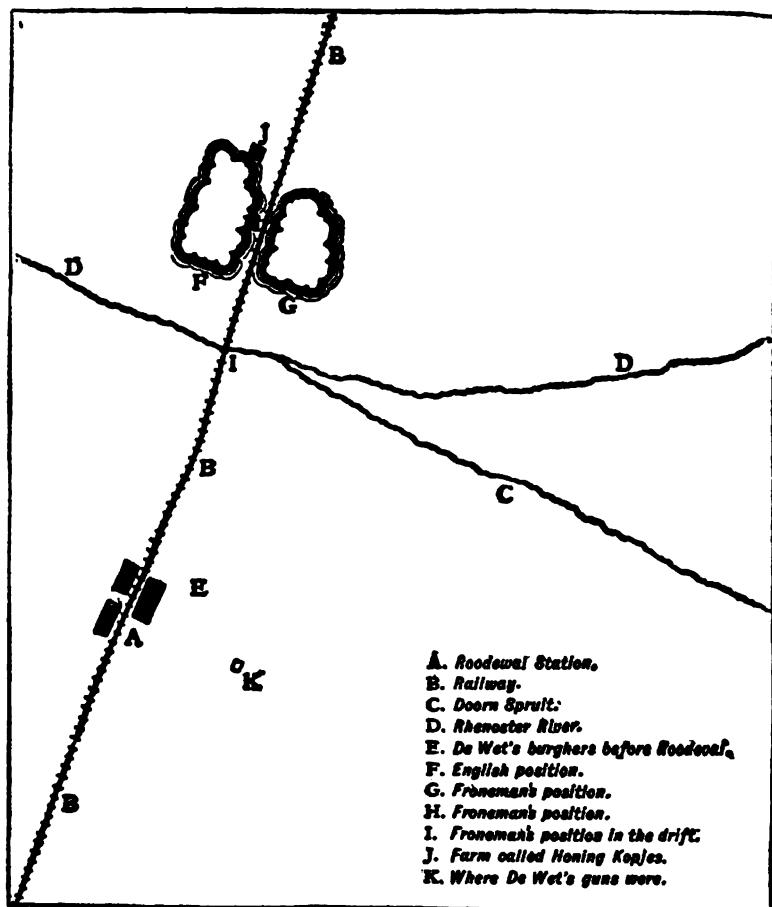 B
J
D
F
G
I
D
B
C
E
A
K
B
A. Roodewal Station.
B. Railway.
C. Doorn Spruit.
D. Rhenoster River.
E. De Wet's burghers before Roodeval.
F. English position.
G. Froneman's position.
H. Froneman's position.
I. Froneman's position in the drift.
J. Farm called Honing Kopjes.
K. Where De Wet's guns were.